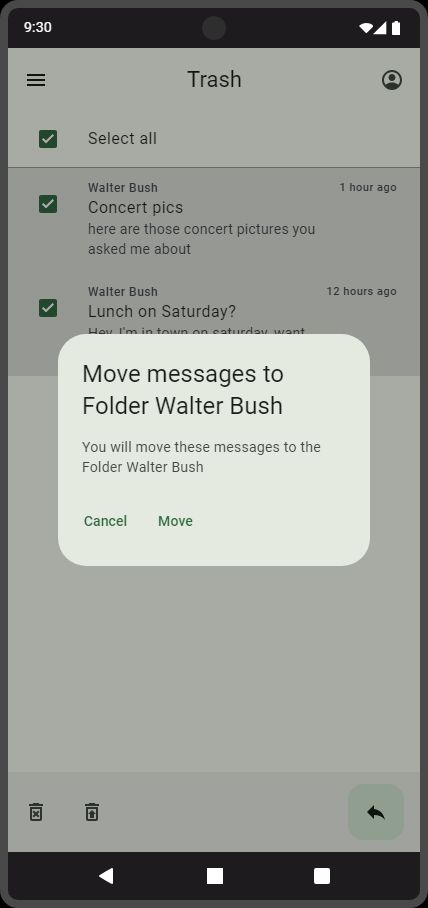 9:30
Trash
Select all
Walter Bush 1 hour ago
Concert pics
here are those concert pictures you
asked me about
Walter Bush 12 hours ago
Lunch on Saturday?
Hey, I'm in town on saturday, want
Move messages to
Folder Walter Bush
You will move these messages to the
Folder Walter Bush
Cancel Move